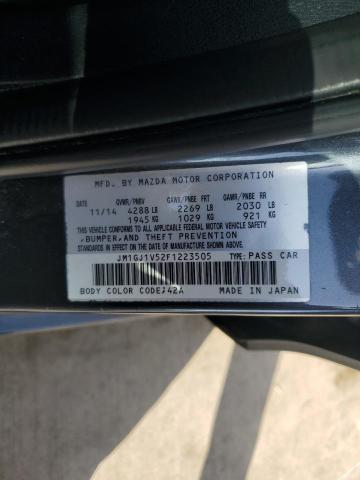 MFD. BY MAZDA MOTOR CORPORATION
DATE GVWR/PNBV GAWR/PNBE FRT GAWR/PNBE RR
11/14 4288 LB 2269 LB 2030 LB
1945 KG 1029 KG 921 KG
THIS VEHICLE CONFORMS TO ALL APPLICABLE FEDERAL MOTOR VEHICLE SAFETY
,BUMPER,AND THEFT PREVENTION
STANDARDS IN EFFECT ON THE DATE OF MANUFACTURE SHOWN ABOVE.
JM1GJ1V52F1223505 TYPE: PASS CAR
BODY COLOR CODE:42A MADE IN JAPAN